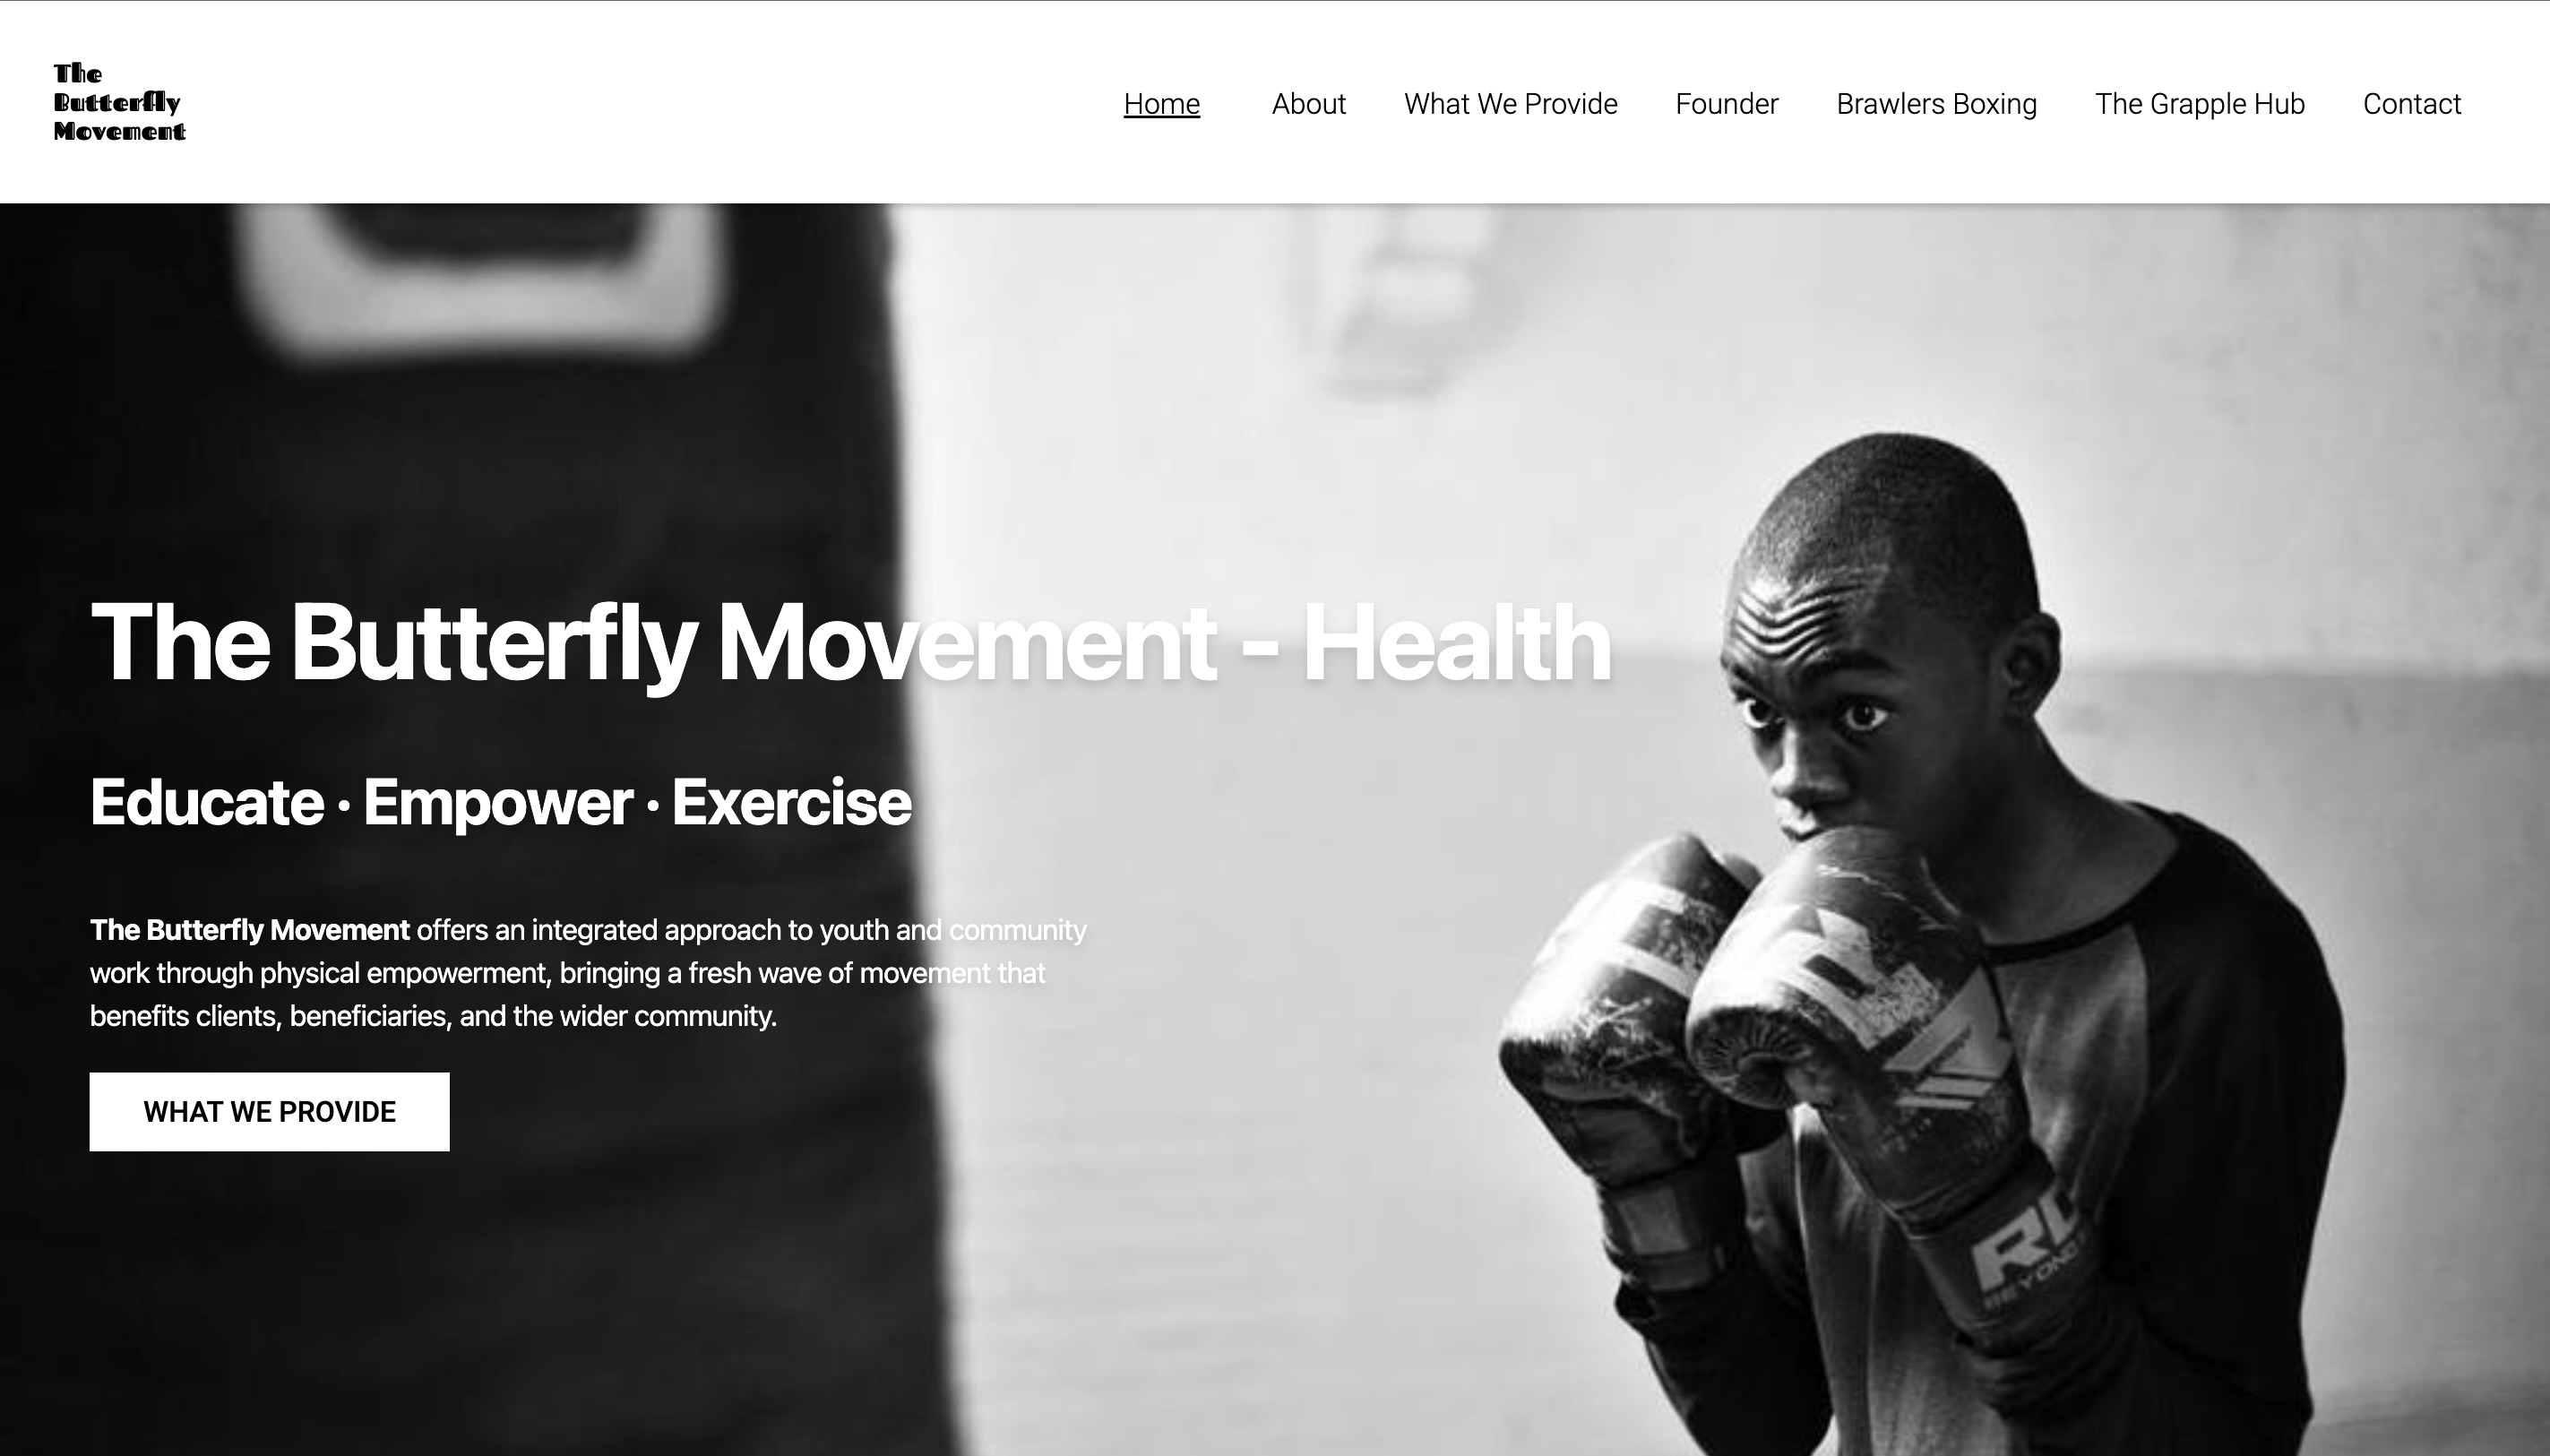 The
Butterfly
Movement
Home
About
What We Provide
Founder
Brawlers Boxing
The Grapple Hub
Contact
The Butterfly Movement - Health
Educate · Empower · Exercise
The Butterfly Movement offers an integrated approach to youth and community
work through physical empowerment, bringing a fresh wave of movement that
benefits clients, beneficiaries, and the wider community.
WHAT WE PROVIDE